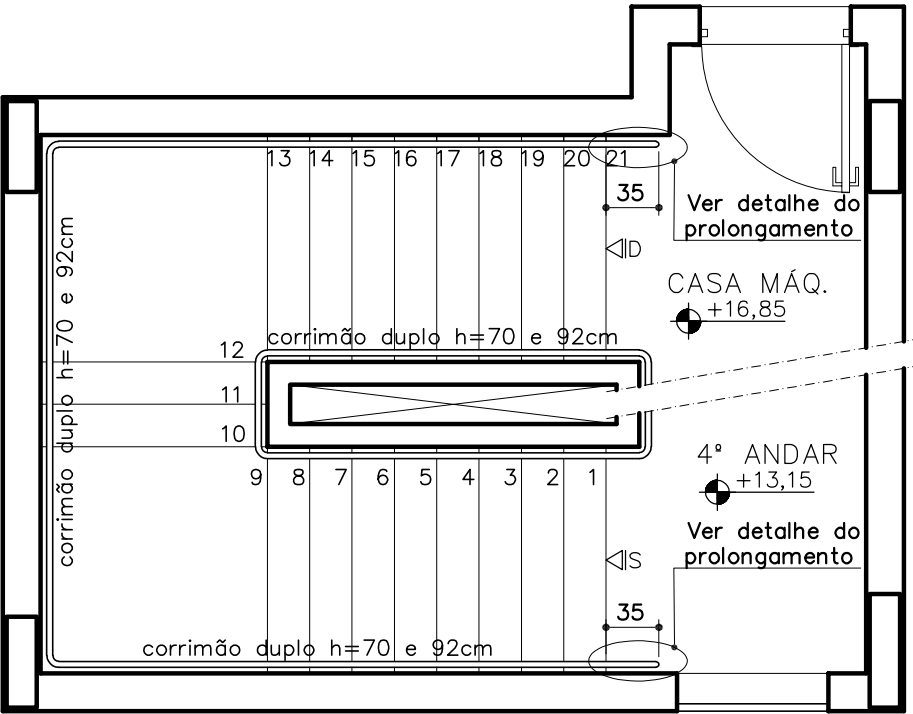 13 14 15 16 17 18 19 20 21
35
Ver detalhe do
prolongamento
D
CASA MÁQ.
+16,85
corrimão duplo h=70 e 92cm
corrimão duplo h=70 e 92cm
12
11
10
9 8 7 6 5 4 3 2 1
4º ANDAR
+13,15
Ver detalhe do
prolongamento
S
35
corrimão duplo h=70 e 92cm